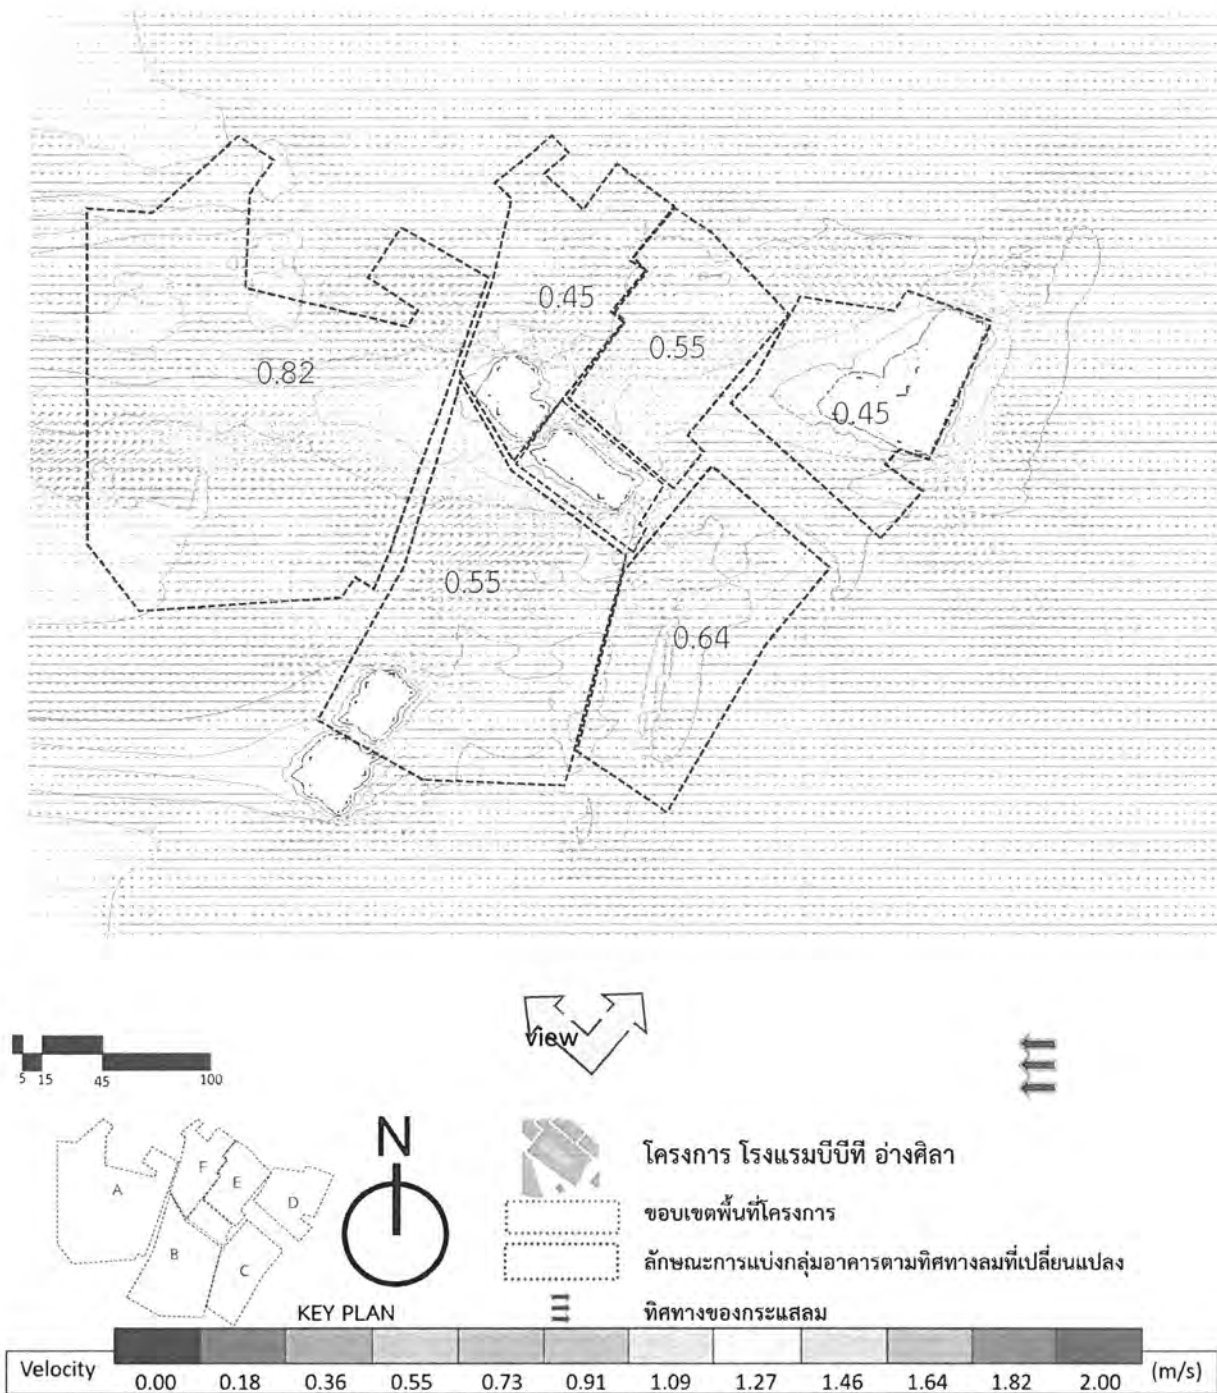 0.45
0.55
0.82
0.45
0.55
0.64
view
5 15 45 100
N
A
F
E
D
B
C
KEY PLAN
โครงการ โรงแรมบีบีที อ่างศิลา
ขอบเขตพื้นที่โครงการ
ลักษณะการแบ่งกลุ่มอาคารตามทิศทางลมที่เปลี่ยนแปลง
ทิศทางของกระแสลม
Velocity 0.00 0.18 0.36 0.55 0.73 0.91 1.09 1.27 1.46 1.64 1.82 2.00 (m/s)